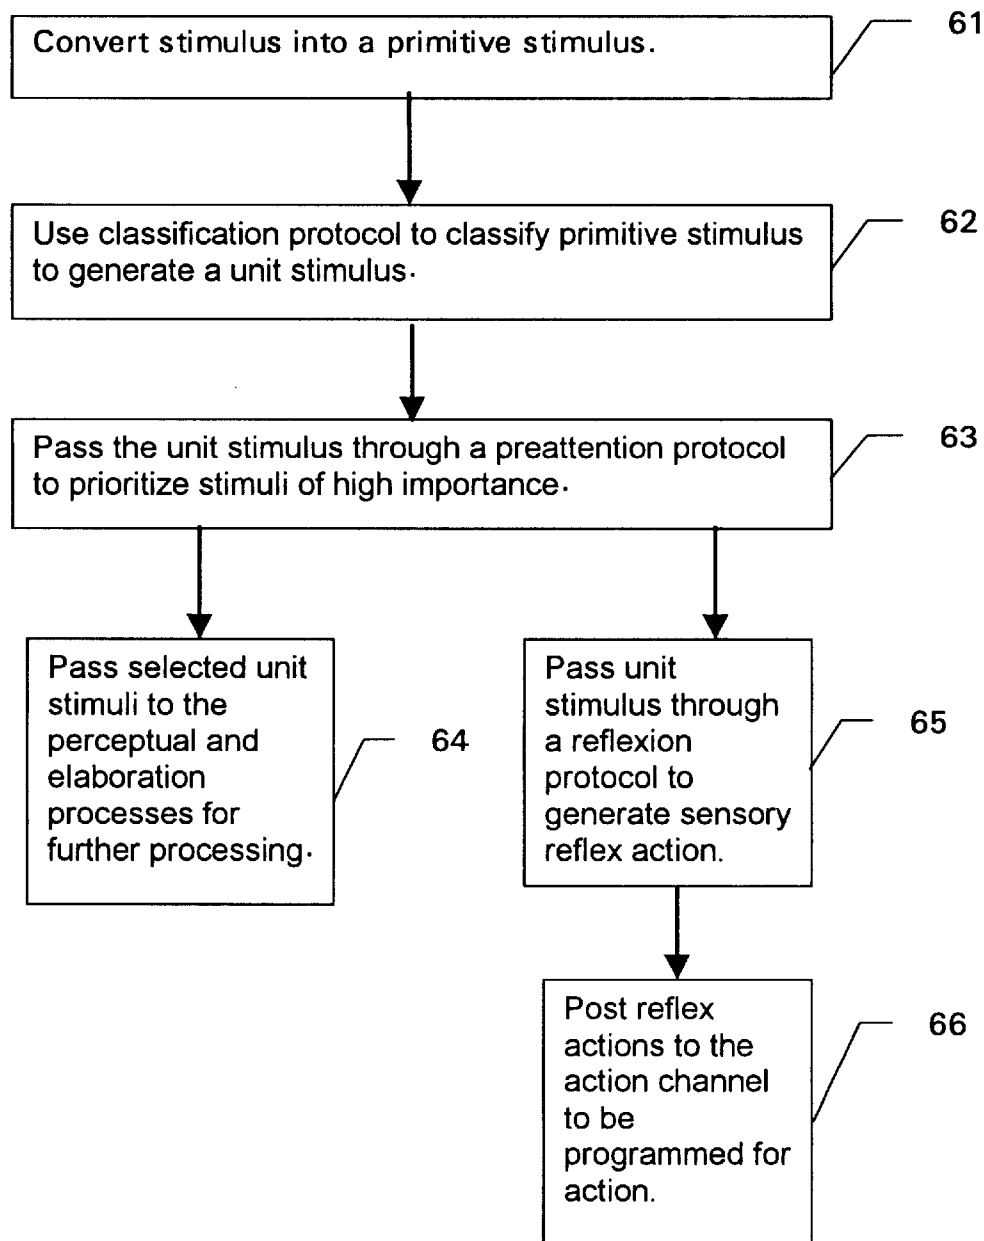 Convert stimulus into a primitive stimulus.
61
Use classification protocol to classify primitive stimulus
to generate a unit stimulus.
62
Pass the unit stimulus through a preattention protocol
to prioritize stimuli of high importance.
63
Pass selected unit
stimuli to the
perceptual and
elaboration
processes for
further processing.
64
Pass unit
stimulus through
a reflexion
protocol to
generate sensory
reflex action.
65
Post reflex
actions to the
action channel
to be
programmed for
action.
66